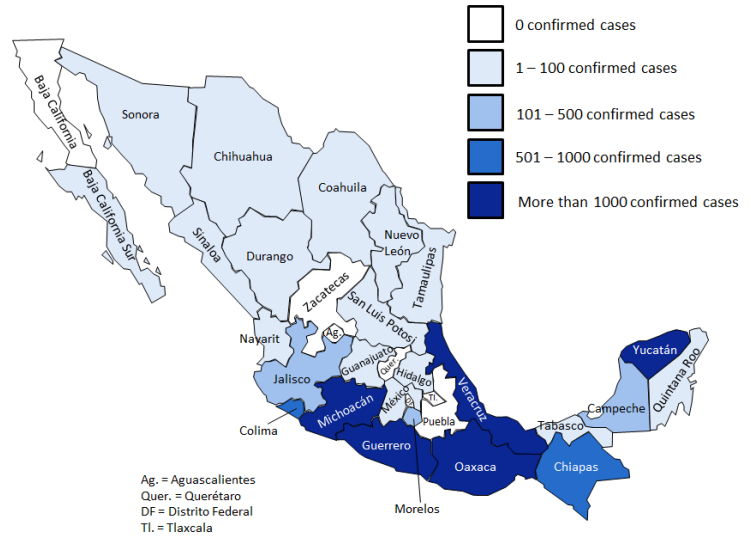 0 confirmed cases
1 – 100 confirmed cases
101 – 500 confirmed cases
501 – 1000 confirmed cases
More than 1000 confirmed cases
Baja California
Sonora
Chihuahua
Coahuila
Baja California Sur
Sinaloa
Durango
Nuevo
León
Tamaulipas
Zacatecas
San Luis Potosí
Nayarit
Ag.
Guanajuato
Quer.
Hidalgo
Veracruz
Yucatán
Quintana Roo
Jalisco
Michoacán
México
Tl.
Puebla
Campeche
Tabasco
Colima
Guerrero
Oaxaca
Chiapas
Morelos
Ag. = Aguascalientes
Quer. = Querétaro
DF = Distrito Federal
Tl. = Tlaxcala